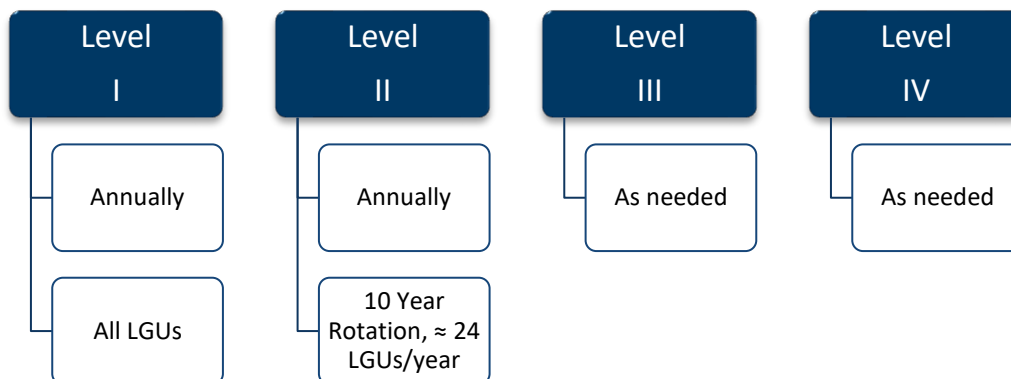 Level
I
Annually
All LGUs
Level
II
Annually
10 Year
Rotation, ≈ 24
LGUs/year
Level
III
As needed
Level
IV
As needed